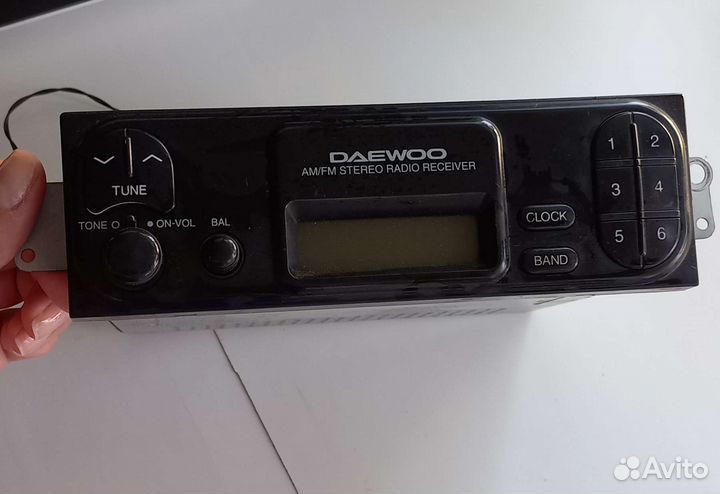 DAEWOO
AM/FM STEREO RADIO RECEIVER
TUNE
TONE
ON-VOL
BAL
CLOCK
BAND
1 2
3 4
5 6
Avito